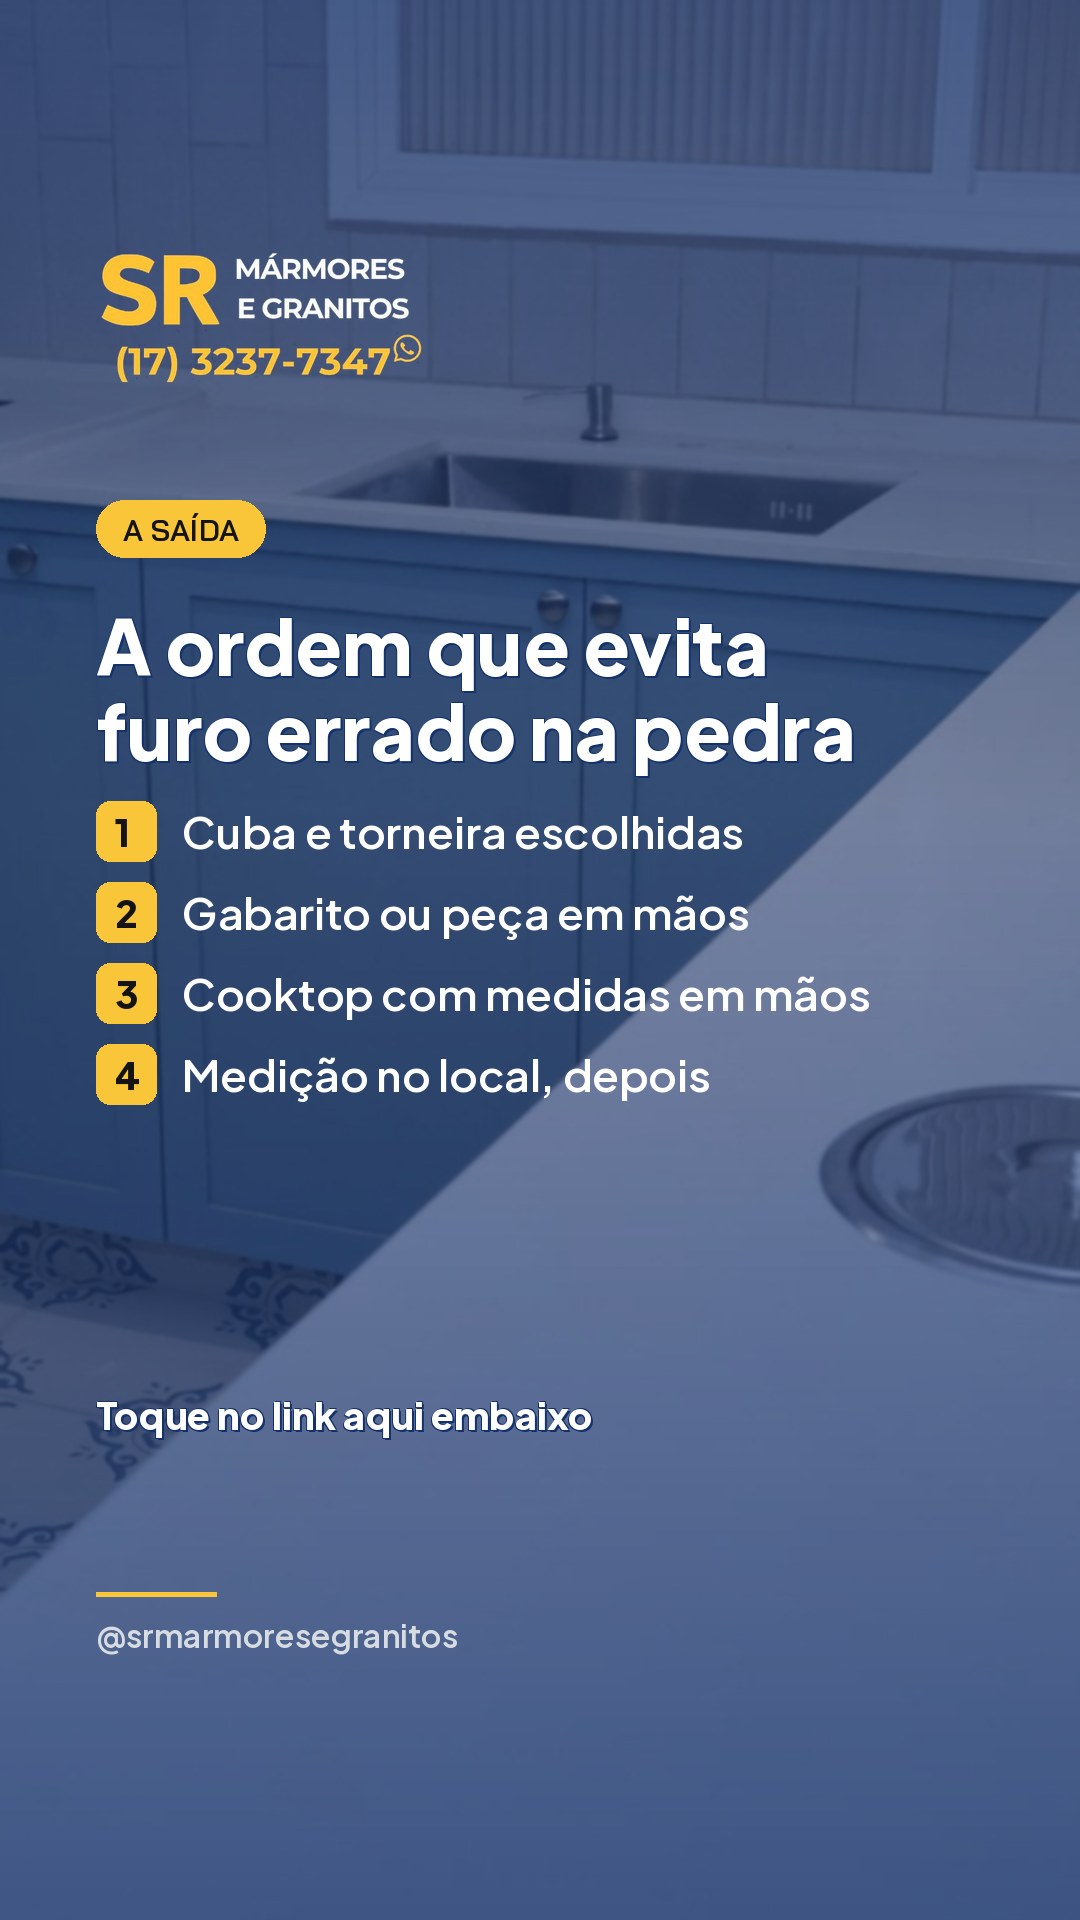 SR MÁRMORES
E GRANITOS
(17) 3237-7347
A SAÍDA
A ordem que evita
furo errado na pedra
1 Cuba e torneira escolhidas
2 Gabarito ou peça em mãos
3 Cooktop com medidas em mãos
4 Medição no local, depois
Toque no link aqui embaixo
@srmarmoresegranitos